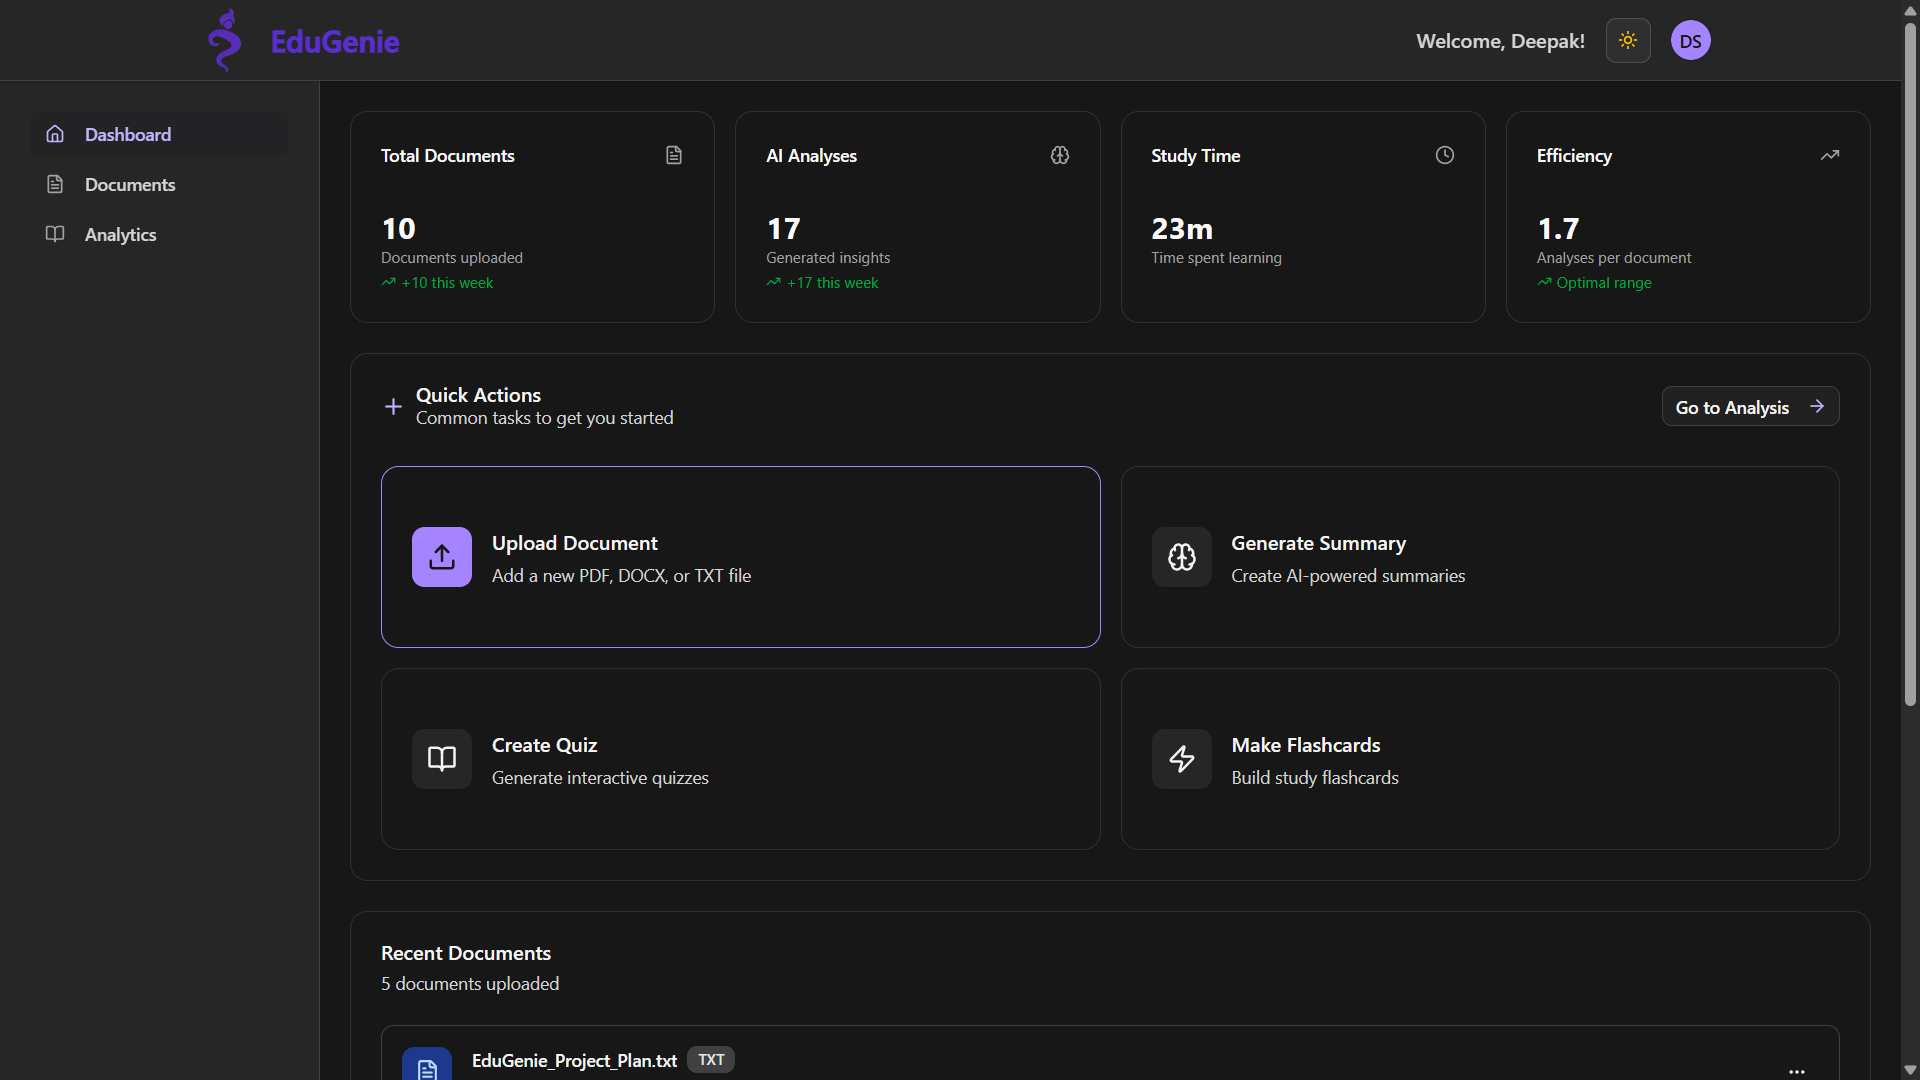 EduGenie
Welcome, Deepak!
DS
Dashboard
Documents
Analytics
Total Documents
10
Documents uploaded
+10 this week
AI Analyses
17
Generated insights
+17 this week
Study Time
23m
Time spent learning
Efficiency
1.7
Analyses per document
Optimal range
Quick Actions
Common tasks to get you started
Go to Analysis
Upload Document
Add a new PDF, DOCX, or TXT file
Generate Summary
Create AI-powered summaries
Create Quiz
Generate interactive quizzes
Make Flashcards
Build study flashcards
Recent Documents
5 documents uploaded
EduGenie_Project_Plan.txt TXT